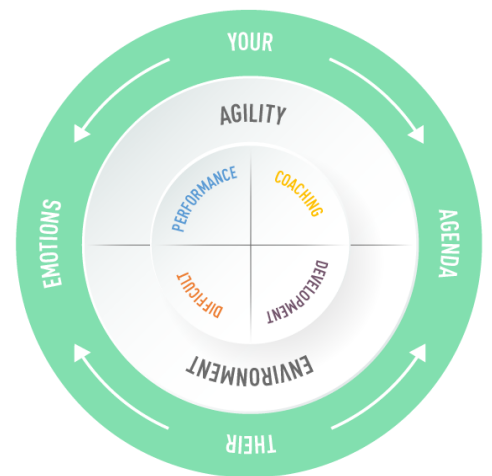 YOUR
AGILITY
PERFORMANCE
COACHING
EMOTIONS
AGENDA
DIFFICULT
DEVELOPMENT
ENVIRONMENT
THEIR